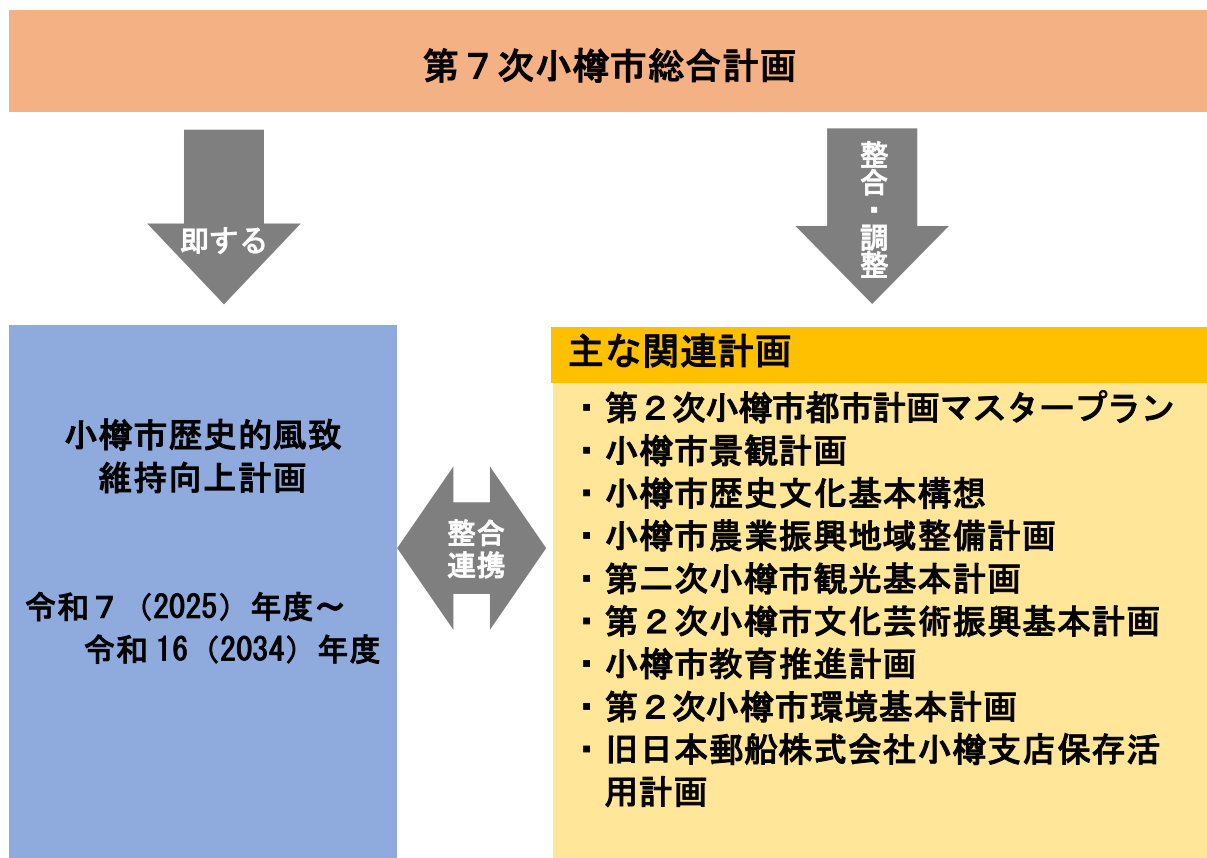 第７次小樽市総合計画
即する
整合・調整
小樽市歴史的風致
維持向上計画
令和７（2025）年度～
令和16（2034）年度
整合
連携
主な関連計画
・第２次小樽市都市計画マスタープラン
・小樽市景観計画
・小樽市歴史文化基本構想
・小樽市農業振興地域整備計画
・第二次小樽市観光基本計画
・第２次小樽市文化芸術振興基本計画
・小樽市教育推進計画
・第２次小樽市環境基本計画
・旧日本郵船株式会社小樽支店保存活
用計画